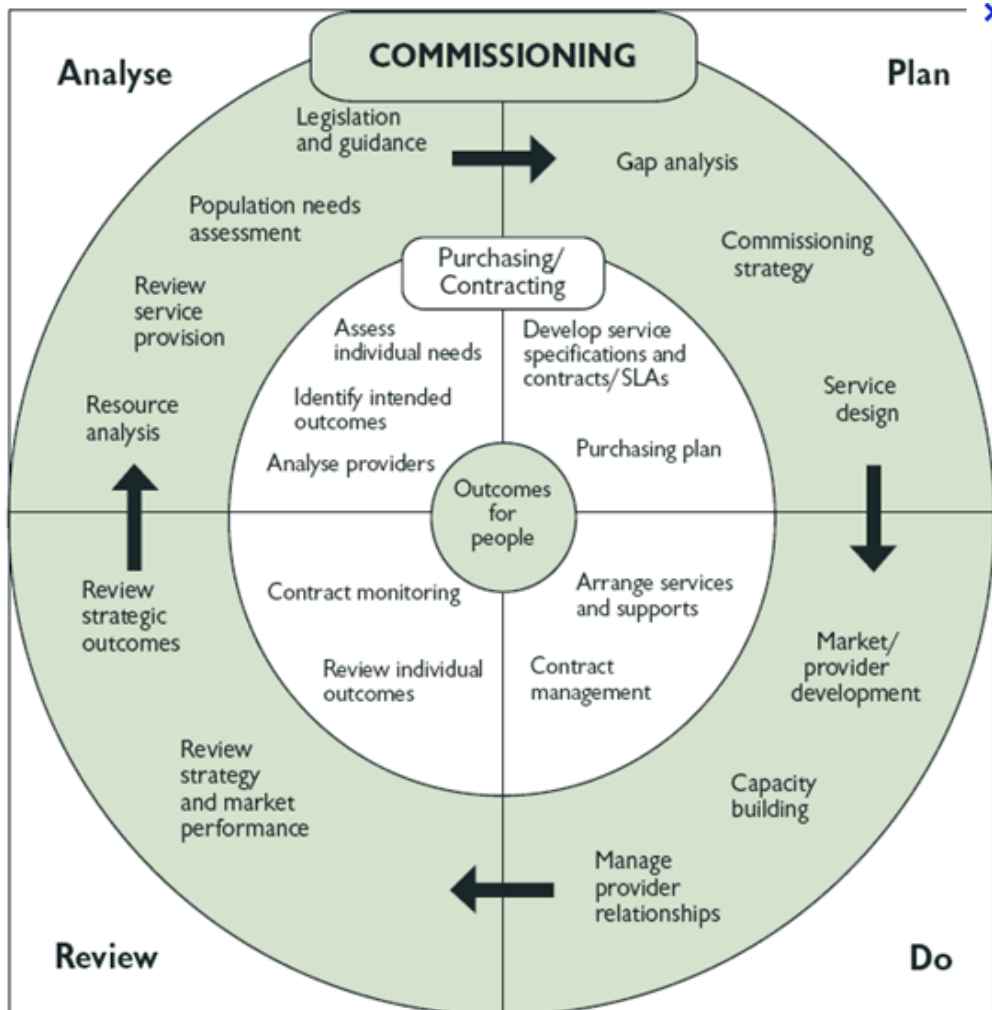 COMMISSIONING
Analyse
Plan
Legislation
and guidance
Gap analysis
Population needs
assessment
Commissioning
strategy
Review
service
provision
Service
design
Resource
analysis
Purchasing/
Contracting
Assess
individual needs
Develop service
specifications and
contracts/SLAs
Identify intended
outcomes
Analyse providers
Purchasing plan
Outcomes
for
people
Contract monitoring
Arrange services
and supports
Review individual
outcomes
Contract
management
Review
strategic
outcomes
Market/
provider
development
Review
strategy
and market
performance
Capacity
building
Manage
provider
relationships
Review
Do